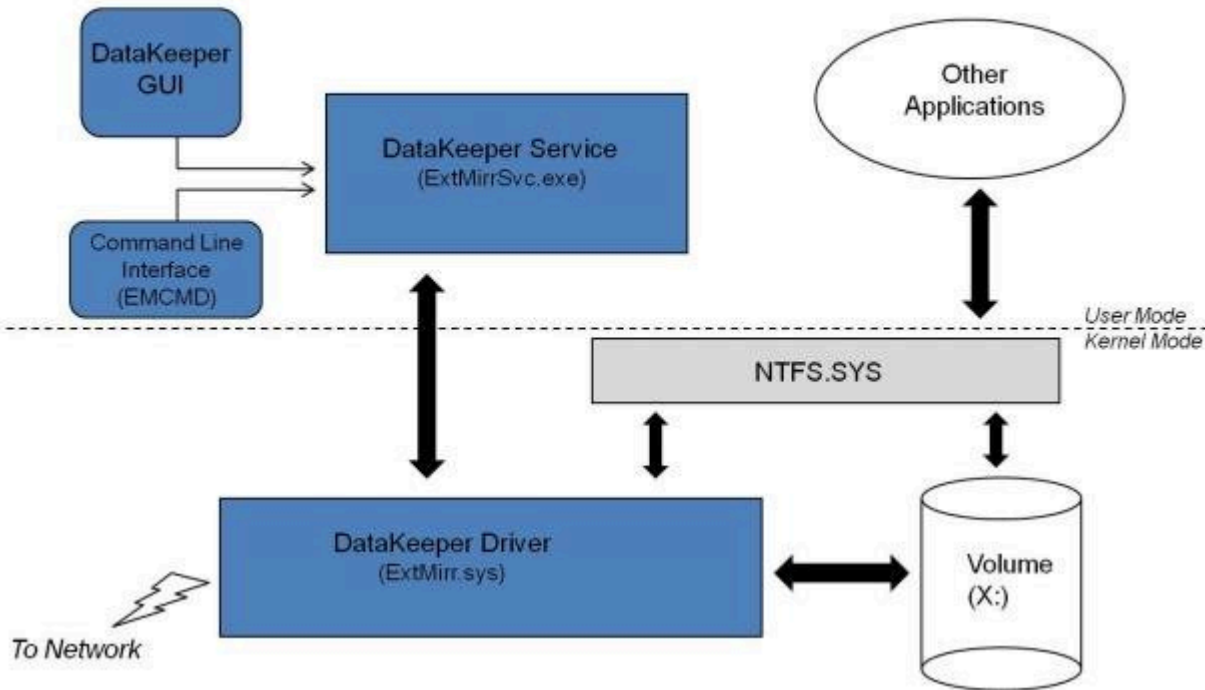 DataKeeper
GUI
DataKeeper Service
(ExtMirrSvc.exe)
Other
Applications
Command Line
Interface
(EMCMD)
User Mode
Kernel Mode
NTFS.SYS
DataKeeper Driver
(ExtMirr.sys)
Volume
(X:)
To Network